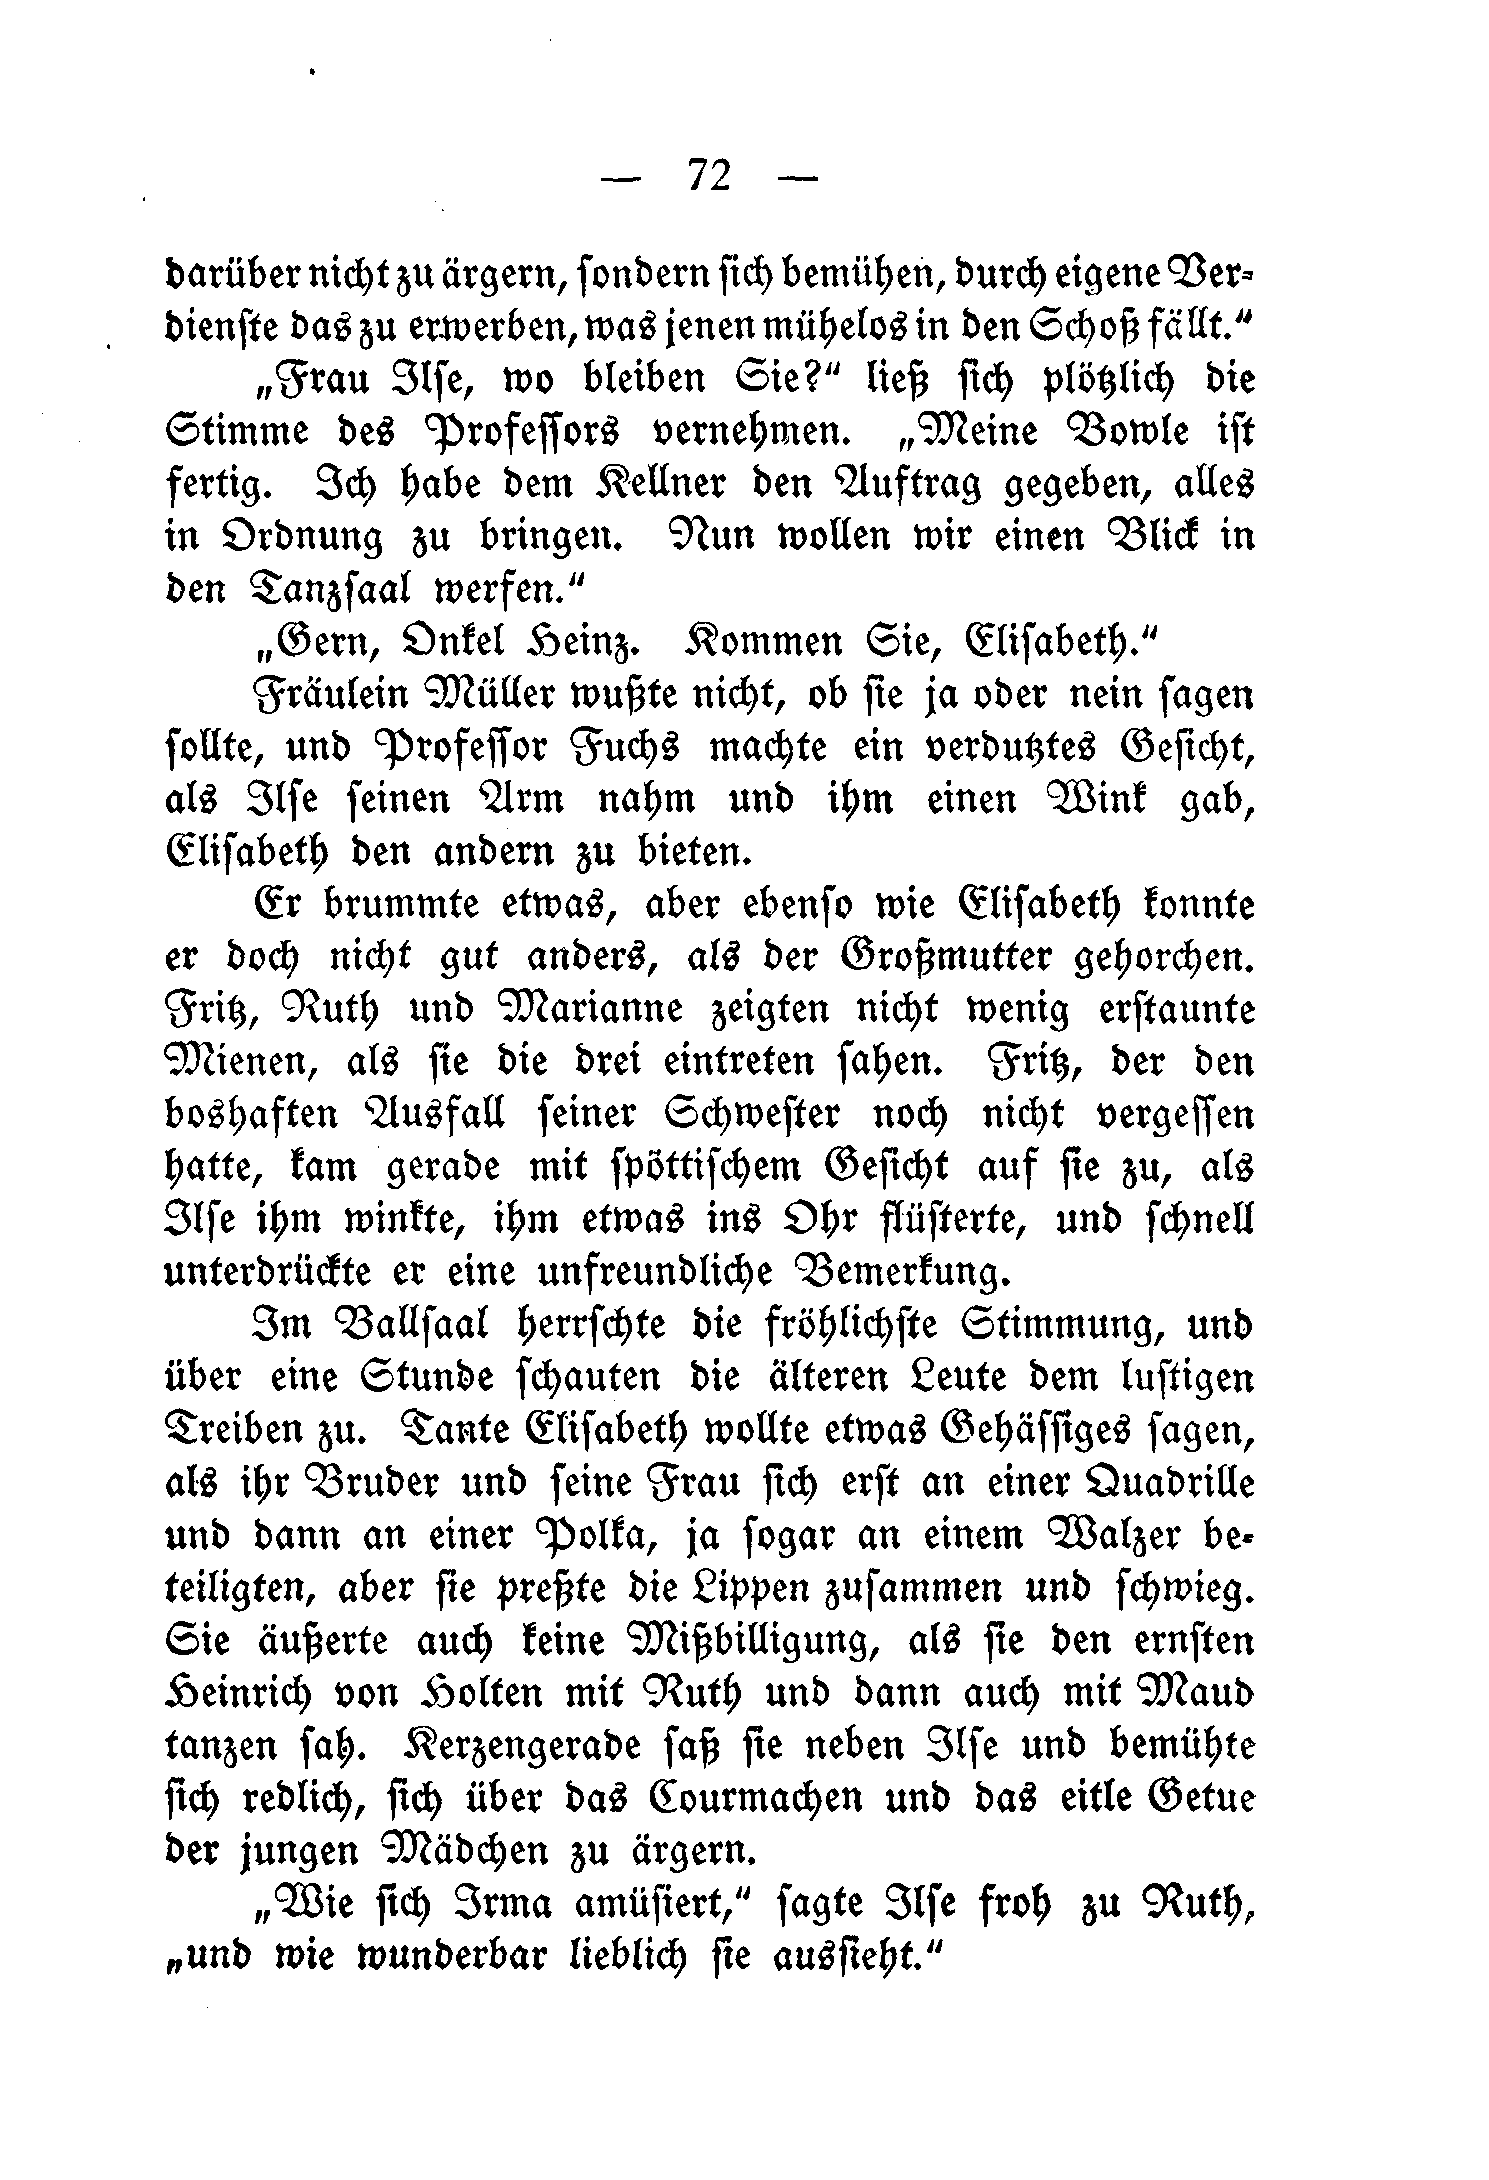 — 72 —
darüber nicht zu ärgern, sondern sich bemühen, durch eigene Ver-
dienste das zu erwerben, was jenen mühelos in den Schoß fällt.“
„Frau Ilse, wo bleiben Sie?“ ließ sich plötzlich die
Stimme des Professors vernehmen. „Meine Bowle ist
fertig. Ich habe dem Kellner den Auftrag gegeben, alles
in Ordnung zu bringen. Nun wollen wir einen Blick in
den Tanzsaal werfen.“
„Gern, Onkel Heinz. Kommen Sie, Elisabeth.“
Fräulein Müller wußte nicht, ob sie ja oder nein sagen
sollte, und Professor Fuchs machte ein verdutztes Gesicht,
als Ilse seinen Arm nahm und ihm einen Wink gab,
Elisabeth den andern zu bieten.
Er brummte etwas, aber ebenso wie Elisabeth konnte
er doch nicht gut anders, als der Großmutter gehorchen.
Fritz, Ruth und Marianne zeigten nicht wenig erstaunte
Mienen, als sie die drei eintreten sahen. Fritz, der den
boshaften Ausfall seiner Schwester noch nicht vergessen
hatte, kam gerade mit spöttischem Gesicht auf sie zu, als
Ilse ihm winkte, ihm etwas ins Ohr flüsterte, und schnell
unterdrückte er eine unfreundliche Bemerkung.
Im Ballsaal herrschte die fröhlichste Stimmung, und
über eine Stunde schauten die älteren Leute dem lustigen
Treiben zu. Tante Elisabeth wollte etwas Gehässiges sagen,
als ihr Bruder und seine Frau sich erst an einer Quadrille
und dann an einer Polka, ja sogar an einem Walzer be-
teiligten, aber sie preßte die Lippen zusammen und schwieg.
Sie äußerte auch keine Mißbilligung, als sie den ernsten
Heinrich von Holten mit Ruth und dann auch mit Maud
tanzen sah. Kerzengerade saß sie neben Ilse und bemühte
sich redlich, sich über das Courmachen und das eitle Getue
der jungen Mädchen zu ärgern.
„Wie sich Irma amüsiert,“ sagte Ilse froh zu Ruth,
„und wie wunderbar lieblich sie aussieht.“